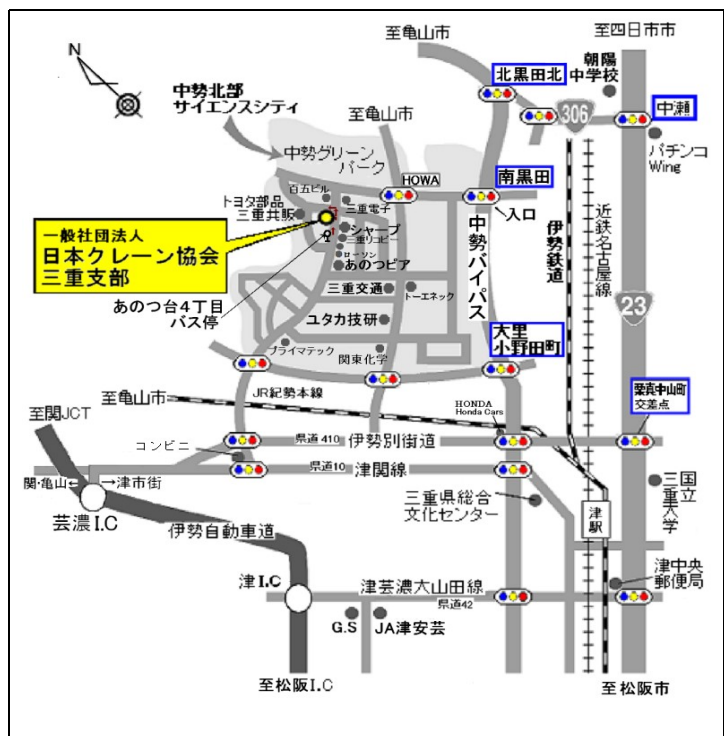 至四日市市
至亀山市
朝陽
中学校
北黒田北
306
中瀬
中勢北部
サイエンスシティ
至亀山市
パチンコ
Wing
中勢グリーン
パーク
HOWA
南黒田
百五ビル
トヨタ部品
三重共販
三重電子
入口
一般社団法人
日本クレーン協会
三重支部
シャープ
三重リコピー
ローソン
あのつピア
中勢バイパス
伊勢鉄道
近鉄名古屋線
23
あのつ台4丁目
バス停
三重交通
トーエネック
ユタカ技研
大里
小野田町
プライマテック
関東化学
至亀山市
JR紀勢本線
HONDA
Honda Cars
栗真中山町
交差点
至関JCT
コンビニ
県道410
伊勢別街道
県道10
津関線
関・亀山←
→津市街
芸濃I.C
三重県総合
文化センター
三重大学
国立
津駅
伊勢自動車道
津I.C
津芸濃大山田線
県道42
津中央
郵便局
G.S
JA津安芸
至松阪I.C
至松阪市